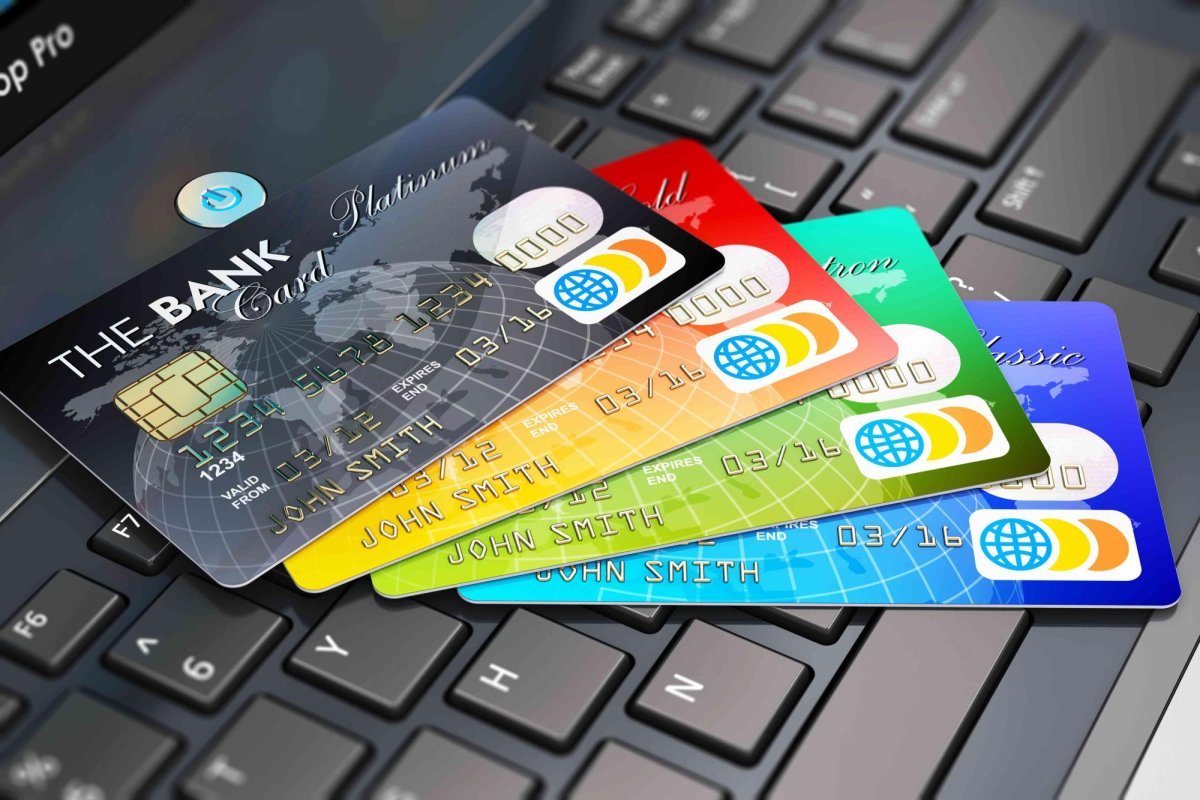 op Pro
Platinum
THE BANK
Card
0000
1234 5678 1234
1234
VALID FROM
03/12
EXPIRES END
03/16
JOHN SMITH
old
0000
03/12
EXPIRES END
03/16
JOHN SMITH
tron
0000
EXPIRES END
03/16
JOHN SMITH
lassic
000
END
03/16
JOHN SMITH
Shift
F7
F6
^
6
Y
H
N
%
T